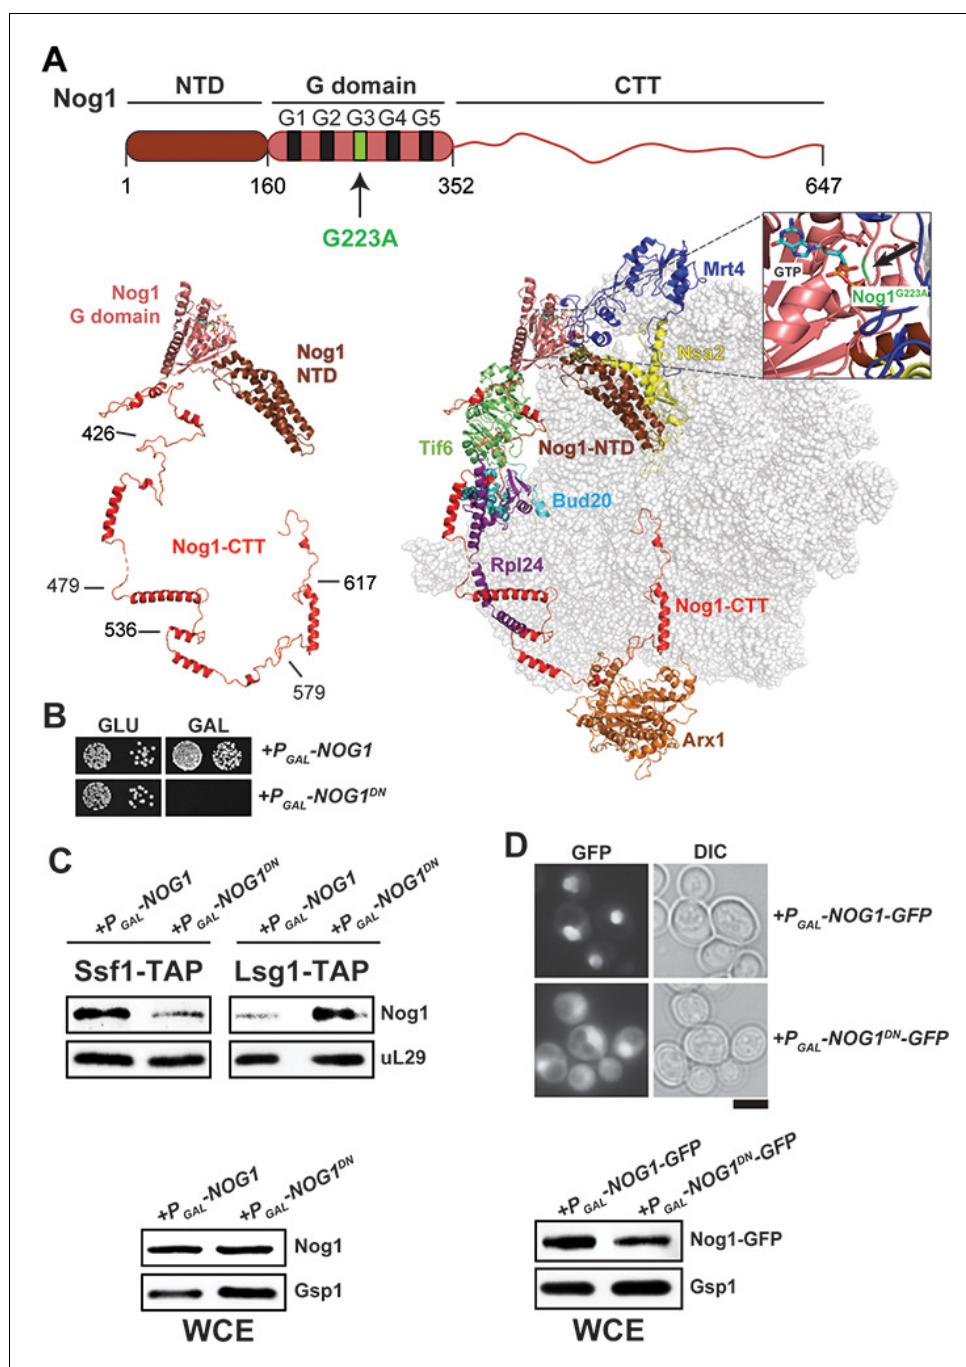 A
Nog1
NTD
G domain
CTT
G1 G2 G3 G4 G5
1
160
352
647
G223A
Nog1
G domain
Nog1
NTD
426
Nog1-CTT
479
536
617
579
Mrt4
Nsa2
Tif6
Nog1-NTD
Bud20
Rpl24
Nog1-CTT
Arx1
GTP
Nog1G223A
B
GLU GAL
+PGAL-NOG1
+PGAL-NOG1DN
C
+PGAL-NOG1
+PGAL-NOG1DN
+PGAL-NOG1
+PGAL-NOG1DN
Ssf1-TAP
Lsg1-TAP
Nog1
uL29
+PGAL-NOG1
+PGAL-NOG1DN
Nog1
Gsp1
WCE
D
GFP DIC
+PGAL-NOG1-GFP
+PGAL-NOG1DN-GFP
+PGAL-NOG1-GFP
+PGAL-NOG1DN-GFP
Nog1-GFP
Gsp1
WCE